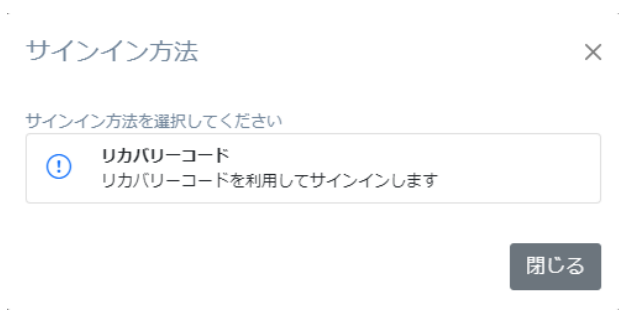 サインイン方法
サインイン方法を選択してください
リカバリーコード
リカバリーコードを利用してサインインします
閉じる